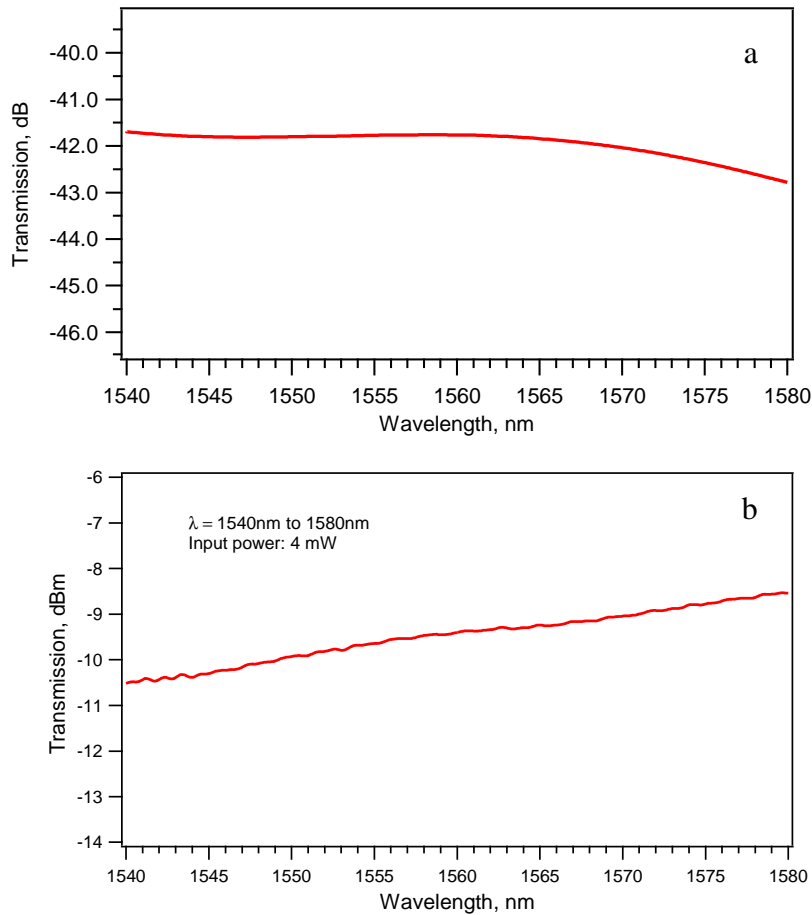 a
-40.0
-41.0
-42.0
-43.0
-44.0
-45.0
-46.0
Transmission, dB
1540 1545 1550 1555 1560 1565 1570 1575 1580
Wavelength, nm
b
λ = 1540nm to 1580nm
Input power: 4 mW
-6
-7
-8
-9
-10
-11
-12
-13
-14
Transmission, dBm
1540 1545 1550 1555 1560 1565 1570 1575 1580
Wavelength, nm